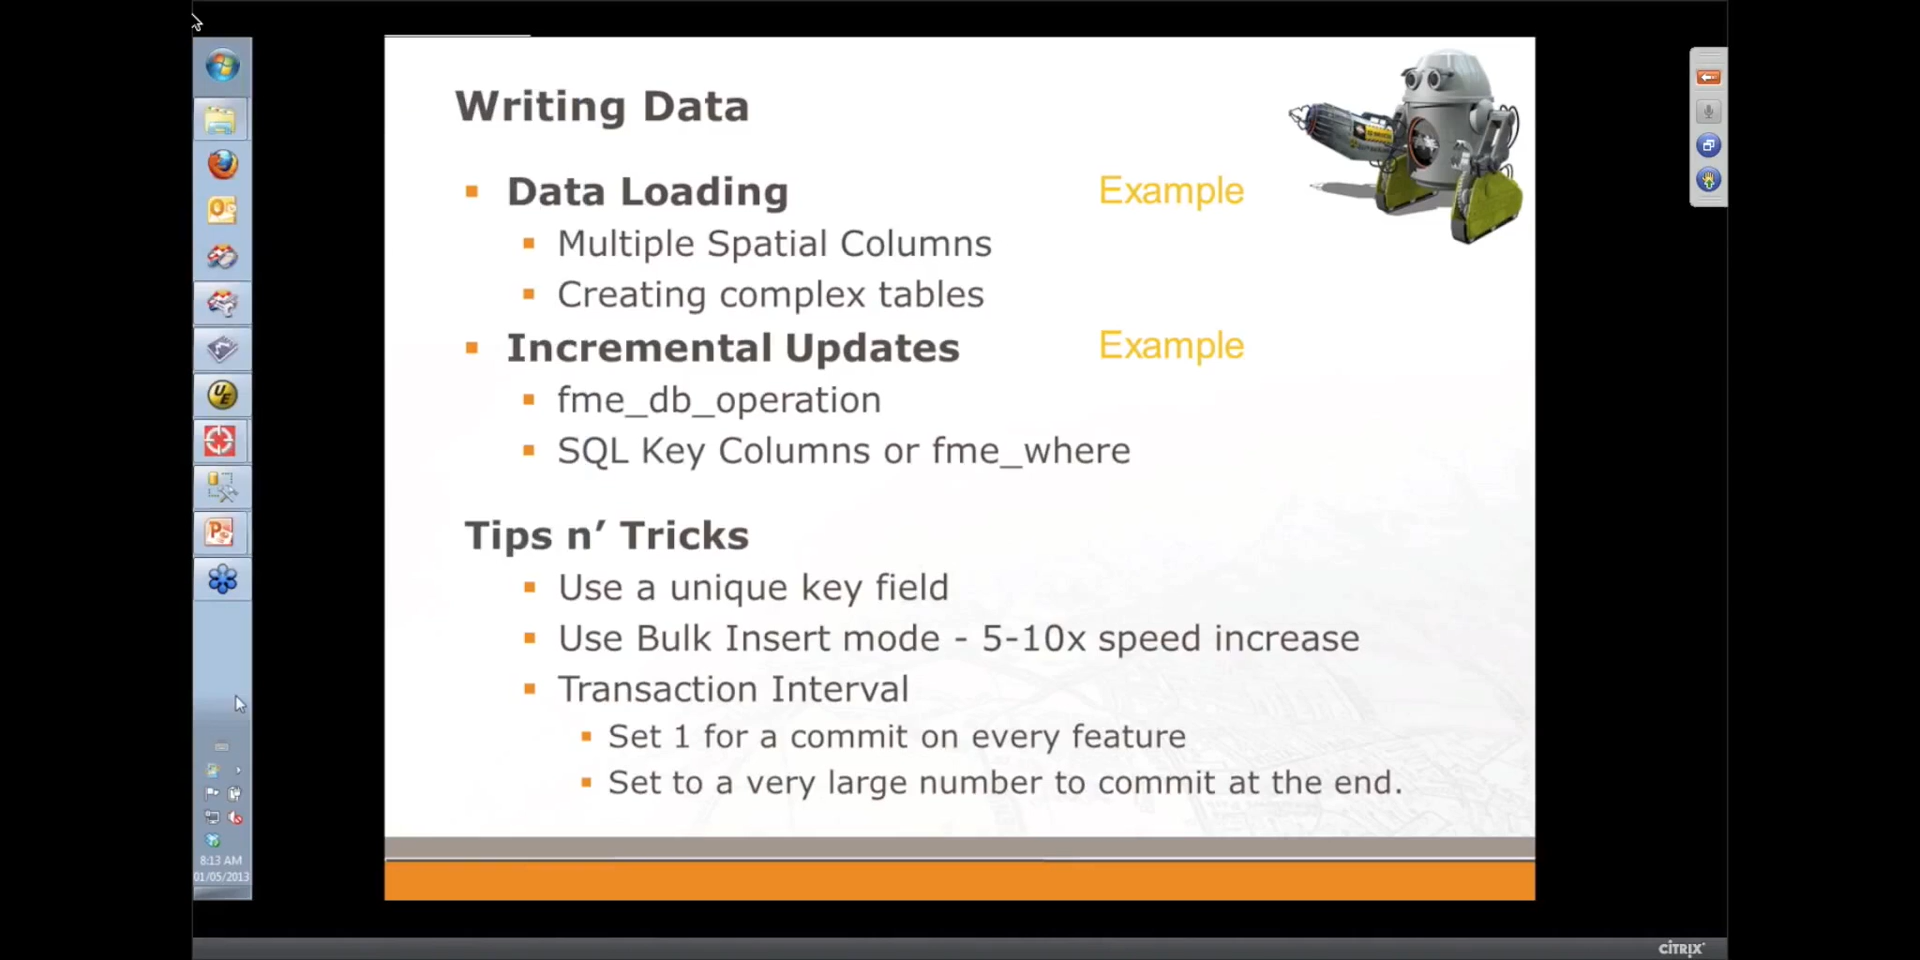 Writing Data
Data Loading
Example
Multiple Spatial Columns
Creating complex tables
Incremental Updates
Example
fme_db_operation
SQL Key Columns or fme_where
Tips n’ Tricks
Use a unique key field
Use Bulk Insert mode - 5-10x speed increase
Transaction Interval
Set 1 for a commit on every feature
Set to a very large number to commit at the end.
8:13 AM
01/05/2013
CİTRIX